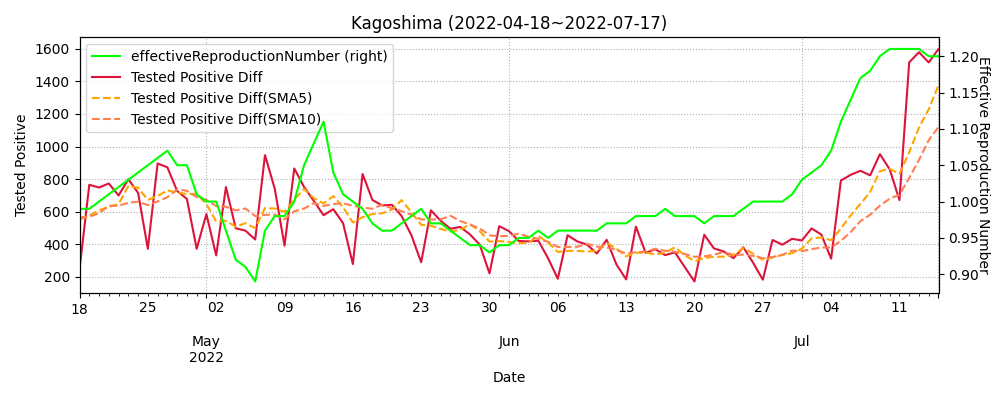 Kagoshima (2022-04-18~2022-07-17)
effectiveReproductionNumber (right)
Tested Positive Diff
Tested Positive Diff(SMA5)
Tested Positive Diff(SMA10)
Tested Positive
1600
1400
1200
1000
800
600
400
200
Effective Reproduction Number
1.20
1.15
1.10
1.05
1.00
0.95
0.90
18 25 02 09 16 23 30 06 13 20 27 04 11
May Jun Jul
2022
Date